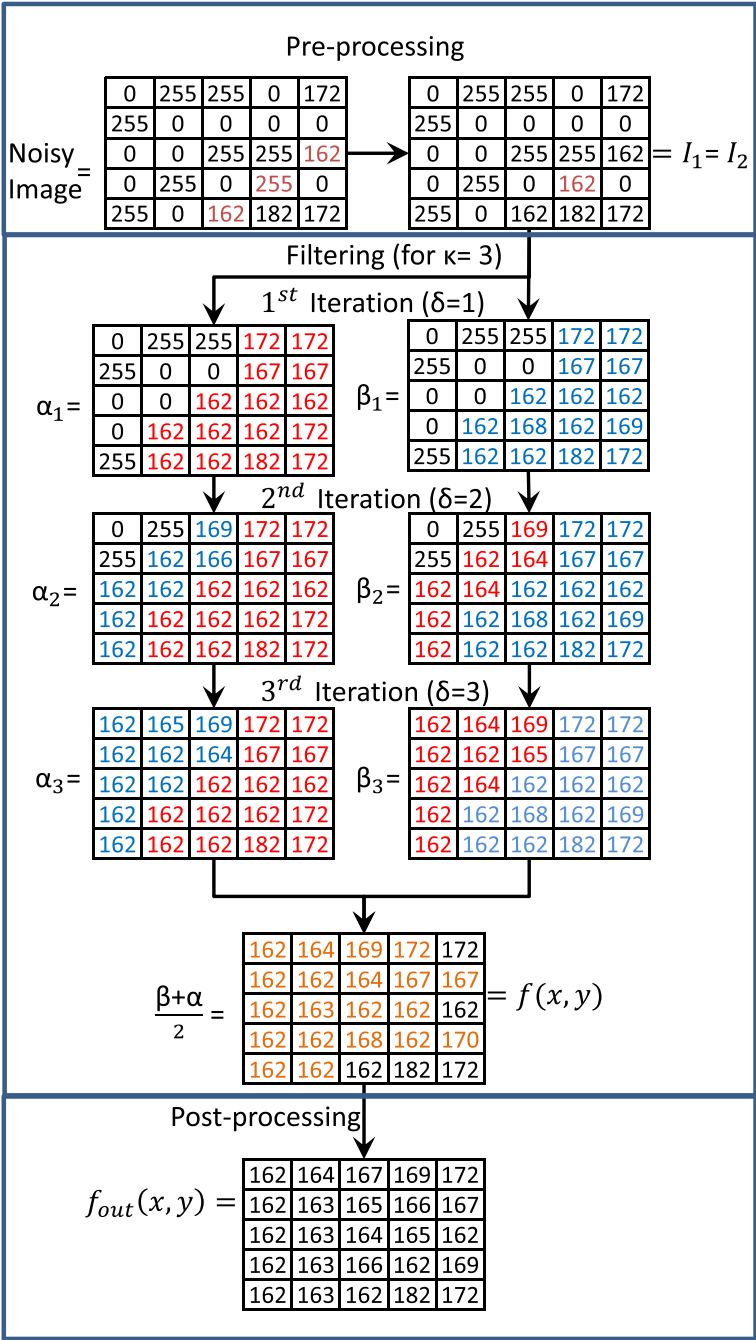 Pre-processing
Noisy Image =
0 255 255 0 172
255 0 0 0 0
0 0 255 255 162
0 255 0 255 0
255 0 162 182 172
0 255 255 0 172
255 0 0 0 0
0 0 255 255 162
0 255 0 162 0
255 0 162 182 172
= I₁= I₂
Filtering (for κ= 3)
1ˢᵗ Iteration (δ=1)
α₁=
0 255 255 172 172
255 0 0 167 167
0 0 162 162 162
0 162 162 162 172
255 162 162 182 172
β₁=
0 255 255 172 172
255 0 0 167 167
0 0 162 162 162
0 162 168 162 169
255 162 162 182 172
2ⁿᵈ Iteration (δ=2)
α₂=
0 255 169 172 172
255 162 166 167 167
162 162 162 162 162
162 162 162 162 172
162 162 162 182 172
β₂=
0 255 169 172 172
255 162 164 167 167
162 164 162 162 162
162 162 168 162 169
162 162 162 182 172
3ʳᵈ Iteration (δ=3)
α₃=
162 165 169 172 172
162 162 164 167 167
162 162 162 162 162
162 162 162 162 172
162 162 162 182 172
β₃=
162 164 169 172 172
162 162 165 167 167
162 164 162 162 162
162 162 168 162 169
162 162 162 182 172
β+α
2
=
162 164 169 172 172
162 162 164 167 167
162 163 162 162 162
162 162 168 162 170
162 162 162 182 172
= f(x, y)
Post-processing
f_out(x, y) =
162 164 167 169 172
162 163 165 166 167
162 163 164 165 162
162 163 166 162 169
162 163 162 182 172